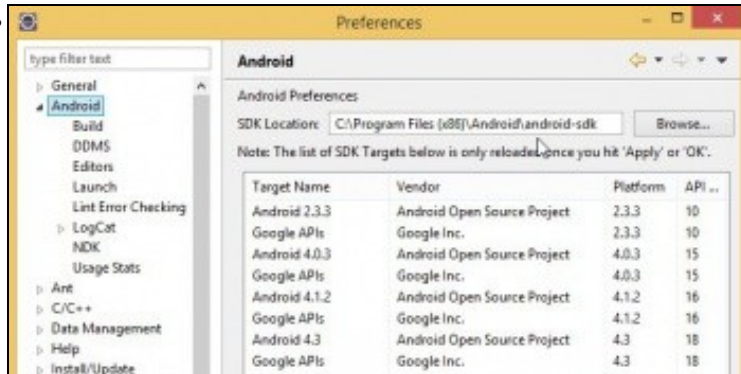 Preferences
type filter text
General
Android
Build
DDMS
Editors
Launch
Lint Error Checking
LogCat
NDK
Usage Stats
Ant
C/C++
Data Management
Help
Install/Update
Android
Android Preferences
SDK Location: C:\Program Files (x86)\Android\android-sdk Browse...
Note: The list of SDK Targets below is only reloaded once you hit 'Apply' or 'OK'.
Target Name Vendor Platform API ...
Android 2.3.3 Android Open Source Project 2.3.3 10
Google APIs Google Inc. 2.3.3 10
Android 4.0.3 Android Open Source Project 4.0.3 15
Google APIs Google Inc. 4.0.3 15
Android 4.1.2 Android Open Source Project 4.1.2 16
Google APIs Google Inc. 4.1.2 16
Android 4.3 Android Open Source Project 4.3 18
Google APIs Google Inc. 4.3 18